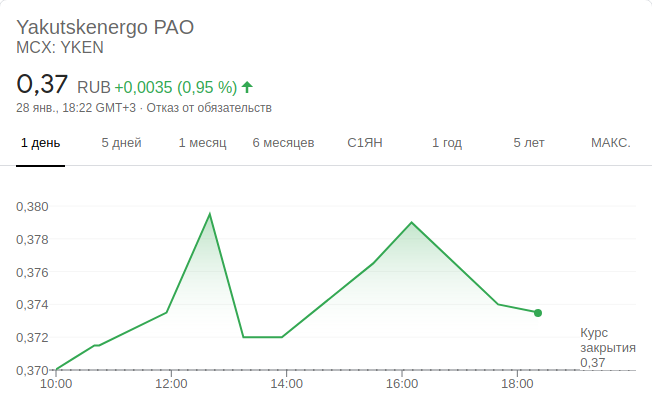 Yakutskenergo PAO
MCX: YKEN
0,37 RUB +0,0035 (0,95 %)
28 янв., 18:22 GMT+3 · Отказ от обязательств
1 день 5 дней 1 месяц 6 месяцев С1ЯН 1 год 5 лет МАКС.
0,380
0,378
0,376
0,374
0,372
0,370
Курс
закрытия
0,37
10:00 12:00 14:00 16:00 18:00